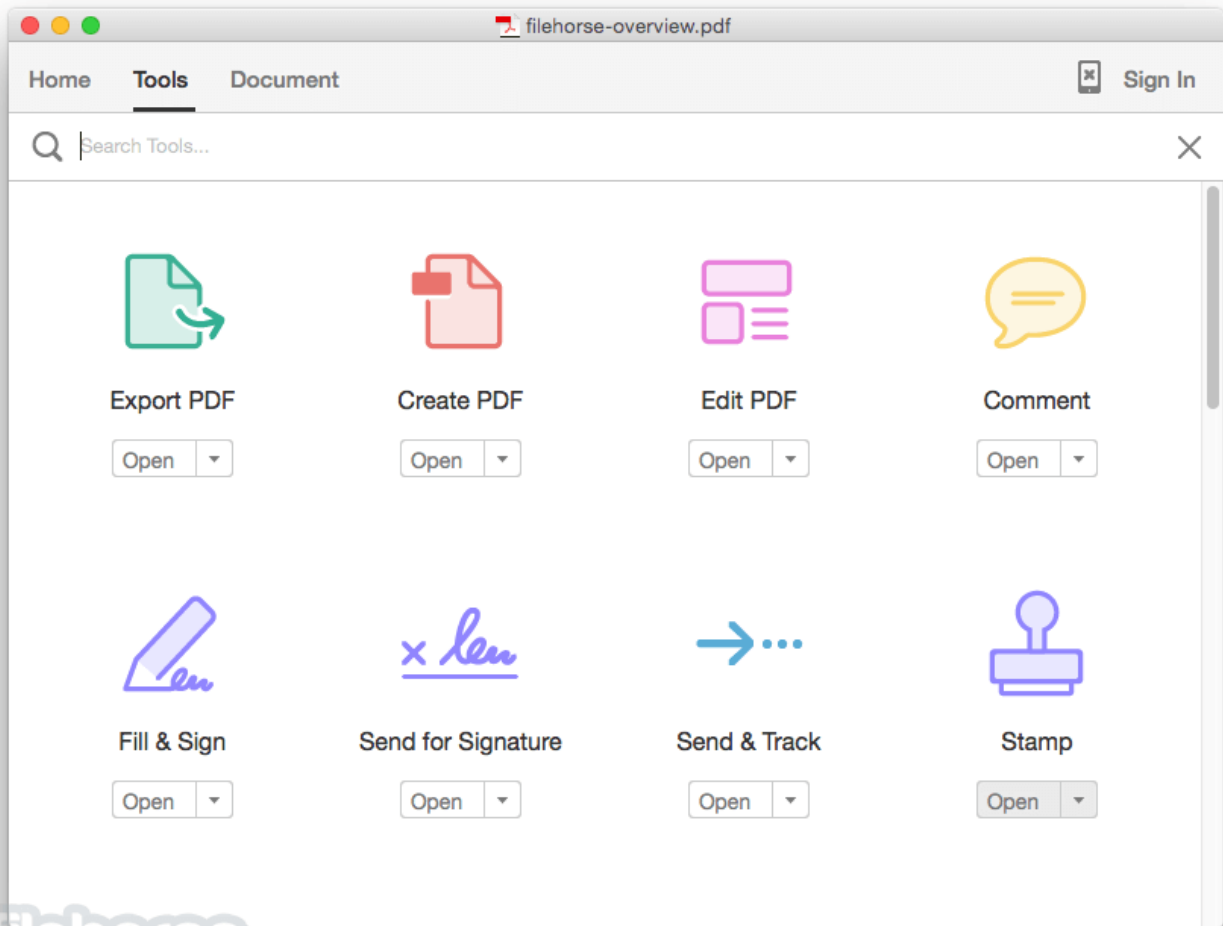 filehorse-overview.pdf
Home Tools Document Sign In
Search Tools...
Export PDF Create PDF Edit PDF Comment
Open Open Open Open
Fill & Sign Send for Signature Send & Track Stamp
Open Open Open Open